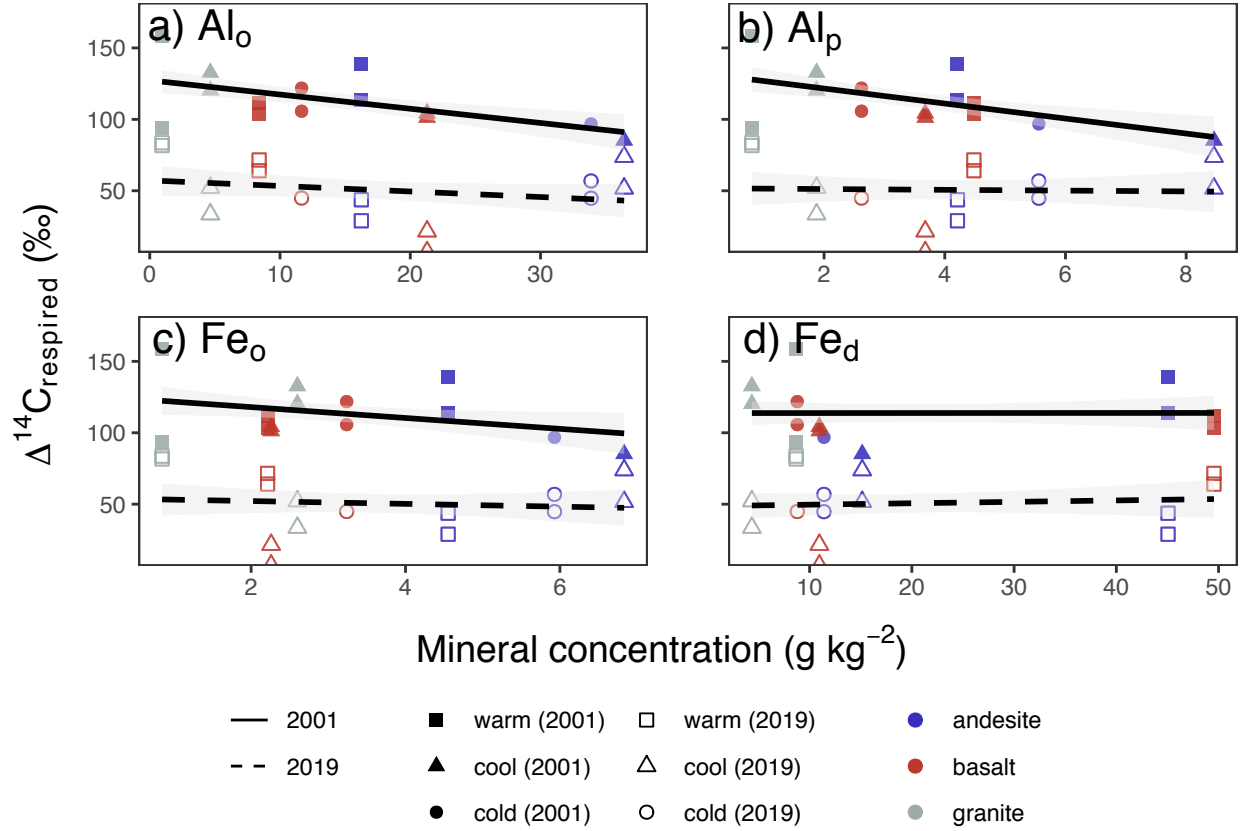 a) Alₒ
b) Alₚ
150
100
50
0 10 20 30
2 4 6 8
c) Feₒ
d) Fe_d
150
100
50
2 4 6
10 20 30 40 50
Δ¹⁴C_respired (‰)
Mineral concentration (g kg⁻²)
2001 warm (2001) warm (2019) andesite
2019 cool (2001) cool (2019) basalt
cold (2001) cold (2019) granite